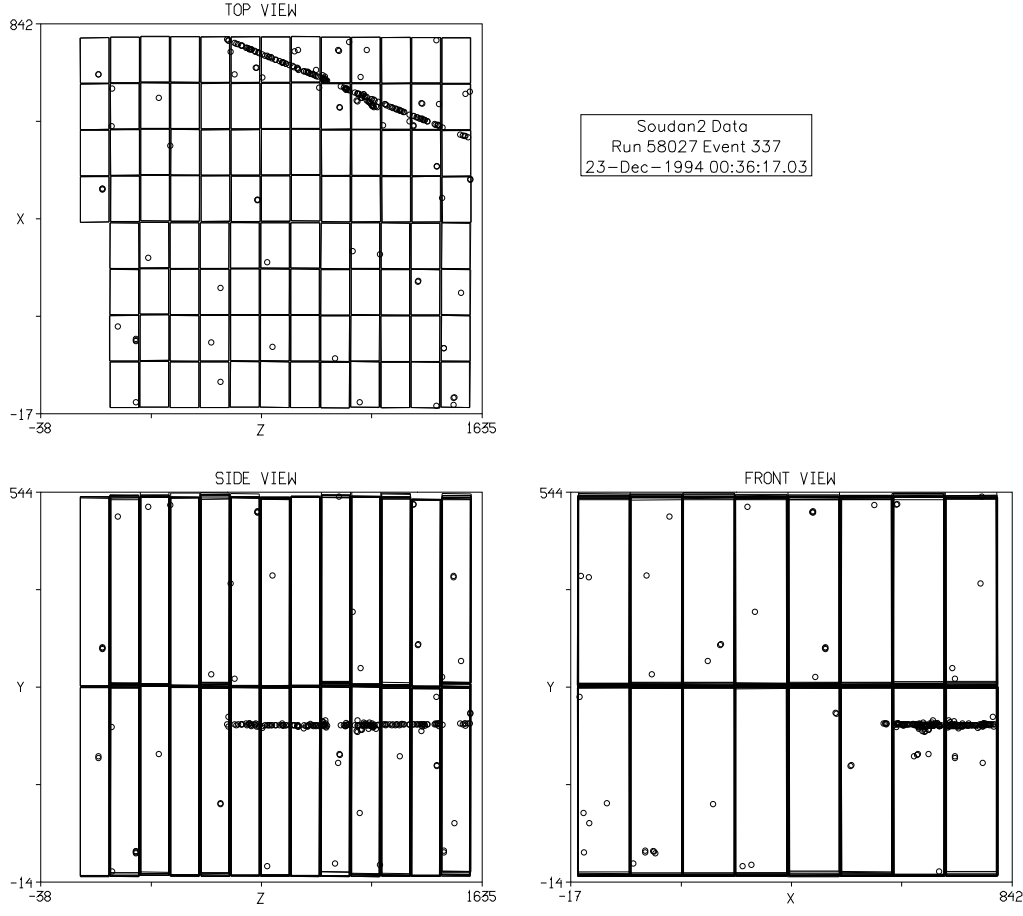 TOP VIEW
842
X
-17
-38
Z
1635
Soudan2 Data
Run 58027 Event 337
23-Dec-1994 00:36:17.03
SIDE VIEW
544
Y
-14
-38
Z
1635
FRONT VIEW
544
Y
-14
-17
X
842